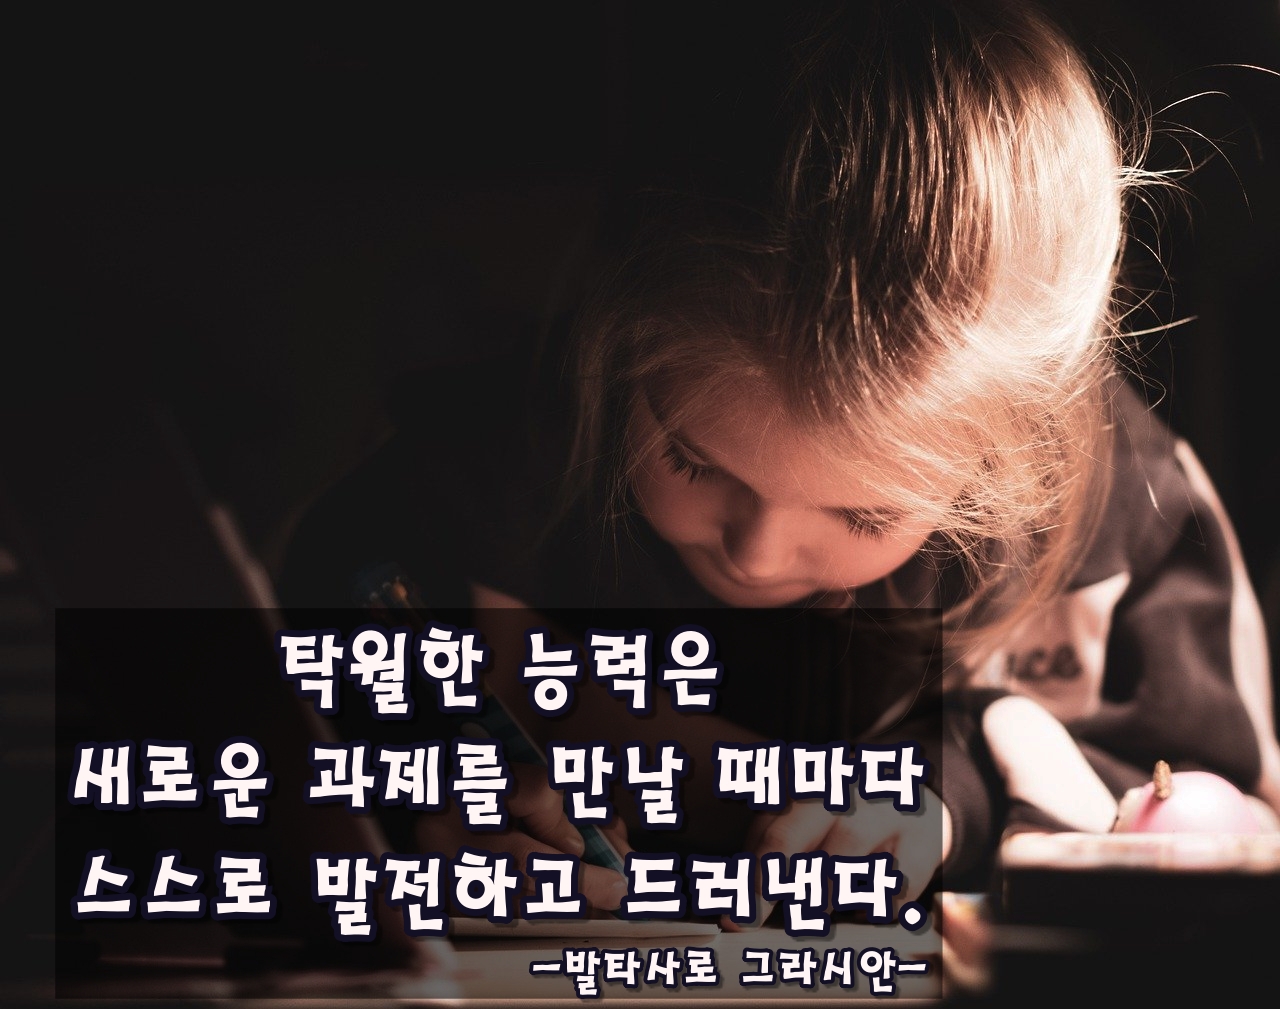 탁월한 능력은
새로운 과제를 만날 때마다
스스로 발전하고 드러낸다.
-발타사로 그라시안-